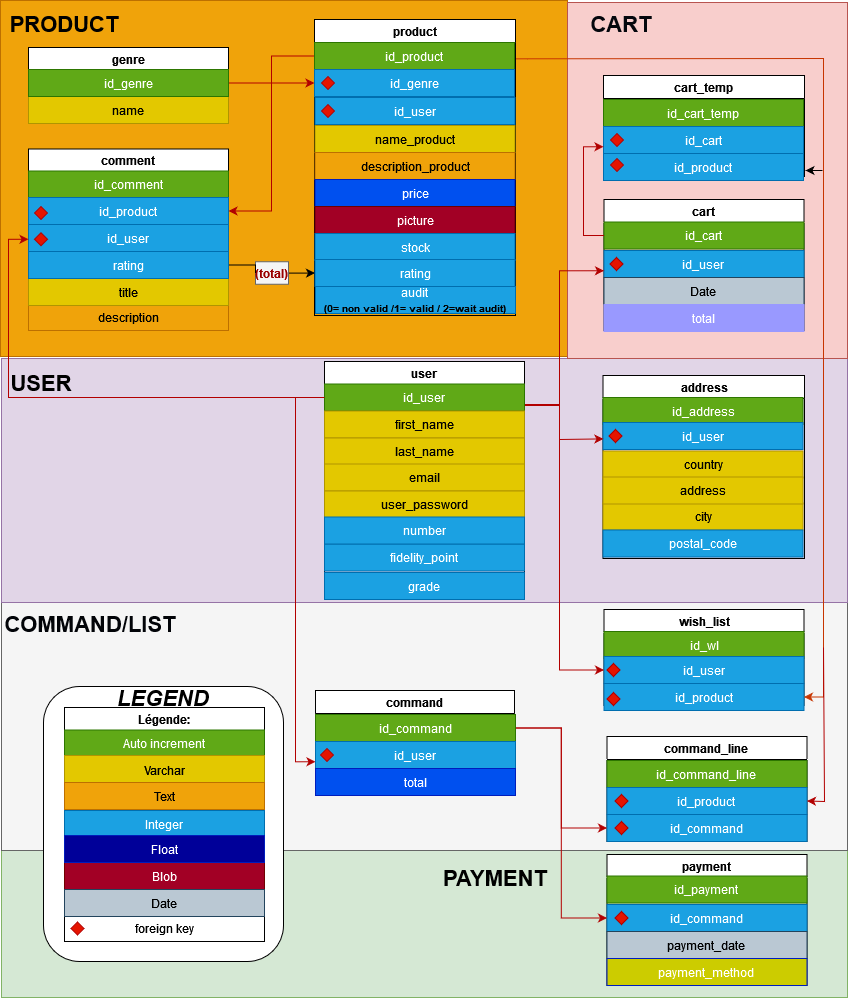 PRODUCT
genre
id_genre
name
comment
id_comment
id_product
id_user
rating
title
description
(total)
product
id_product
id_genre
id_user
name_product
description_product
price
picture
stock
rating
audit
(0= non valid /1= valid / 2=wait audit)
CART
cart_temp
id_cart_temp
id_cart
id_product
cart
id_cart
id_user
Date
total
USER
user
id_user
first_name
last_name
email
user_password
number
fidelity_point
grade
address
id_address
id_user
country
address
city
postal_code
COMMAND/LIST
wish_list
id_wl
id_user
id_product
command
id_command
id_user
total
command_line
id_command_line
id_product
id_command
LEGEND
Légende:
Auto increment
Varchar
Text
Integer
Float
Blob
Date
foreign key
PAYMENT
payment
id_payment
id_command
payment_date
payment_method